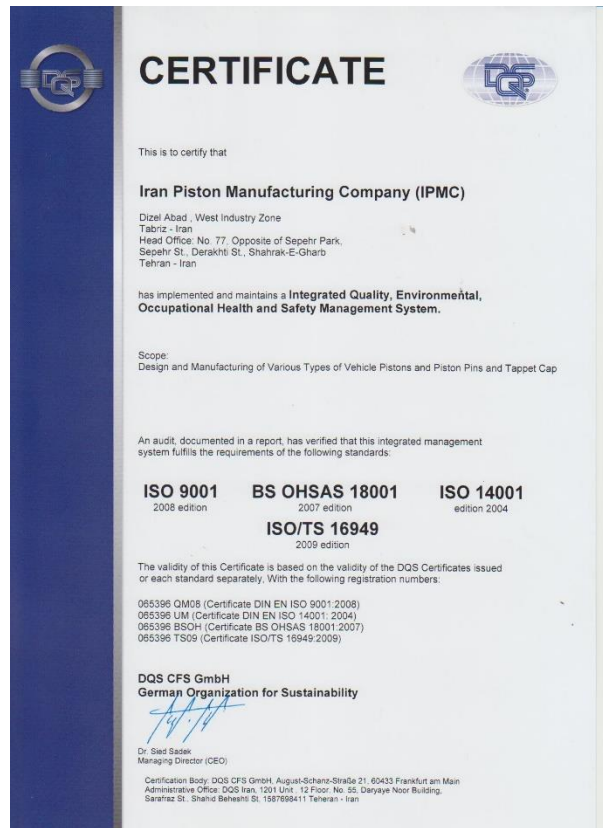 DQS
CERTIFICATE
DQS
This is to certify that
Iran Piston Manufacturing Company (IPMC)
Dizel Abad , West Industry Zone
Tabriz - Iran
Head Office: No. 77, Opposite of Sepehr Park,
Sepehr St., Derakhti St., Shahrak-E-Gharb
Tehran - Iran
has implemented and maintains a Integrated Quality, Environmental,
Occupational Health and Safety Management System.
Scope:
Design and Manufacturing of Various Types of Vehicle Pistons and Piston Pins and Tappet Cap
An audit, documented in a report, has verified that this integrated management
system fulfills the requirements of the following standards:
ISO 9001 BS OHSAS 18001 ISO 14001
2008 edition 2007 edition edition 2004
ISO/TS 16949
2009 edition
The validity of this Certificate is based on the validity of the DQS Certificates issued
or each standard separately, With the following registration numbers:
065396 QM08 (Certificate DIN EN ISO 9001:2008)
065396 UM (Certificate DIN EN ISO 14001: 2004)
065396 BSOH (Certificate BS OHSAS 18001:2007)
065396 TS09 (Certificate ISO/TS 16949:2009)
DQS CFS GmbH
German Organization for Sustainability
Dr. Sied Sadek
Managing Director (CEO)
Certification Body: DQS CFS GmbH, August-Schanz-Straße 21, 60433 Frankfurt am Main
Administrative Office: DQS Iran, 1201 Unit , 12 Floor, No. 55, Daryaye Noor Building,
Sarafraz St., Shahid Beheshti St, 1587698411 Teheran - Iran